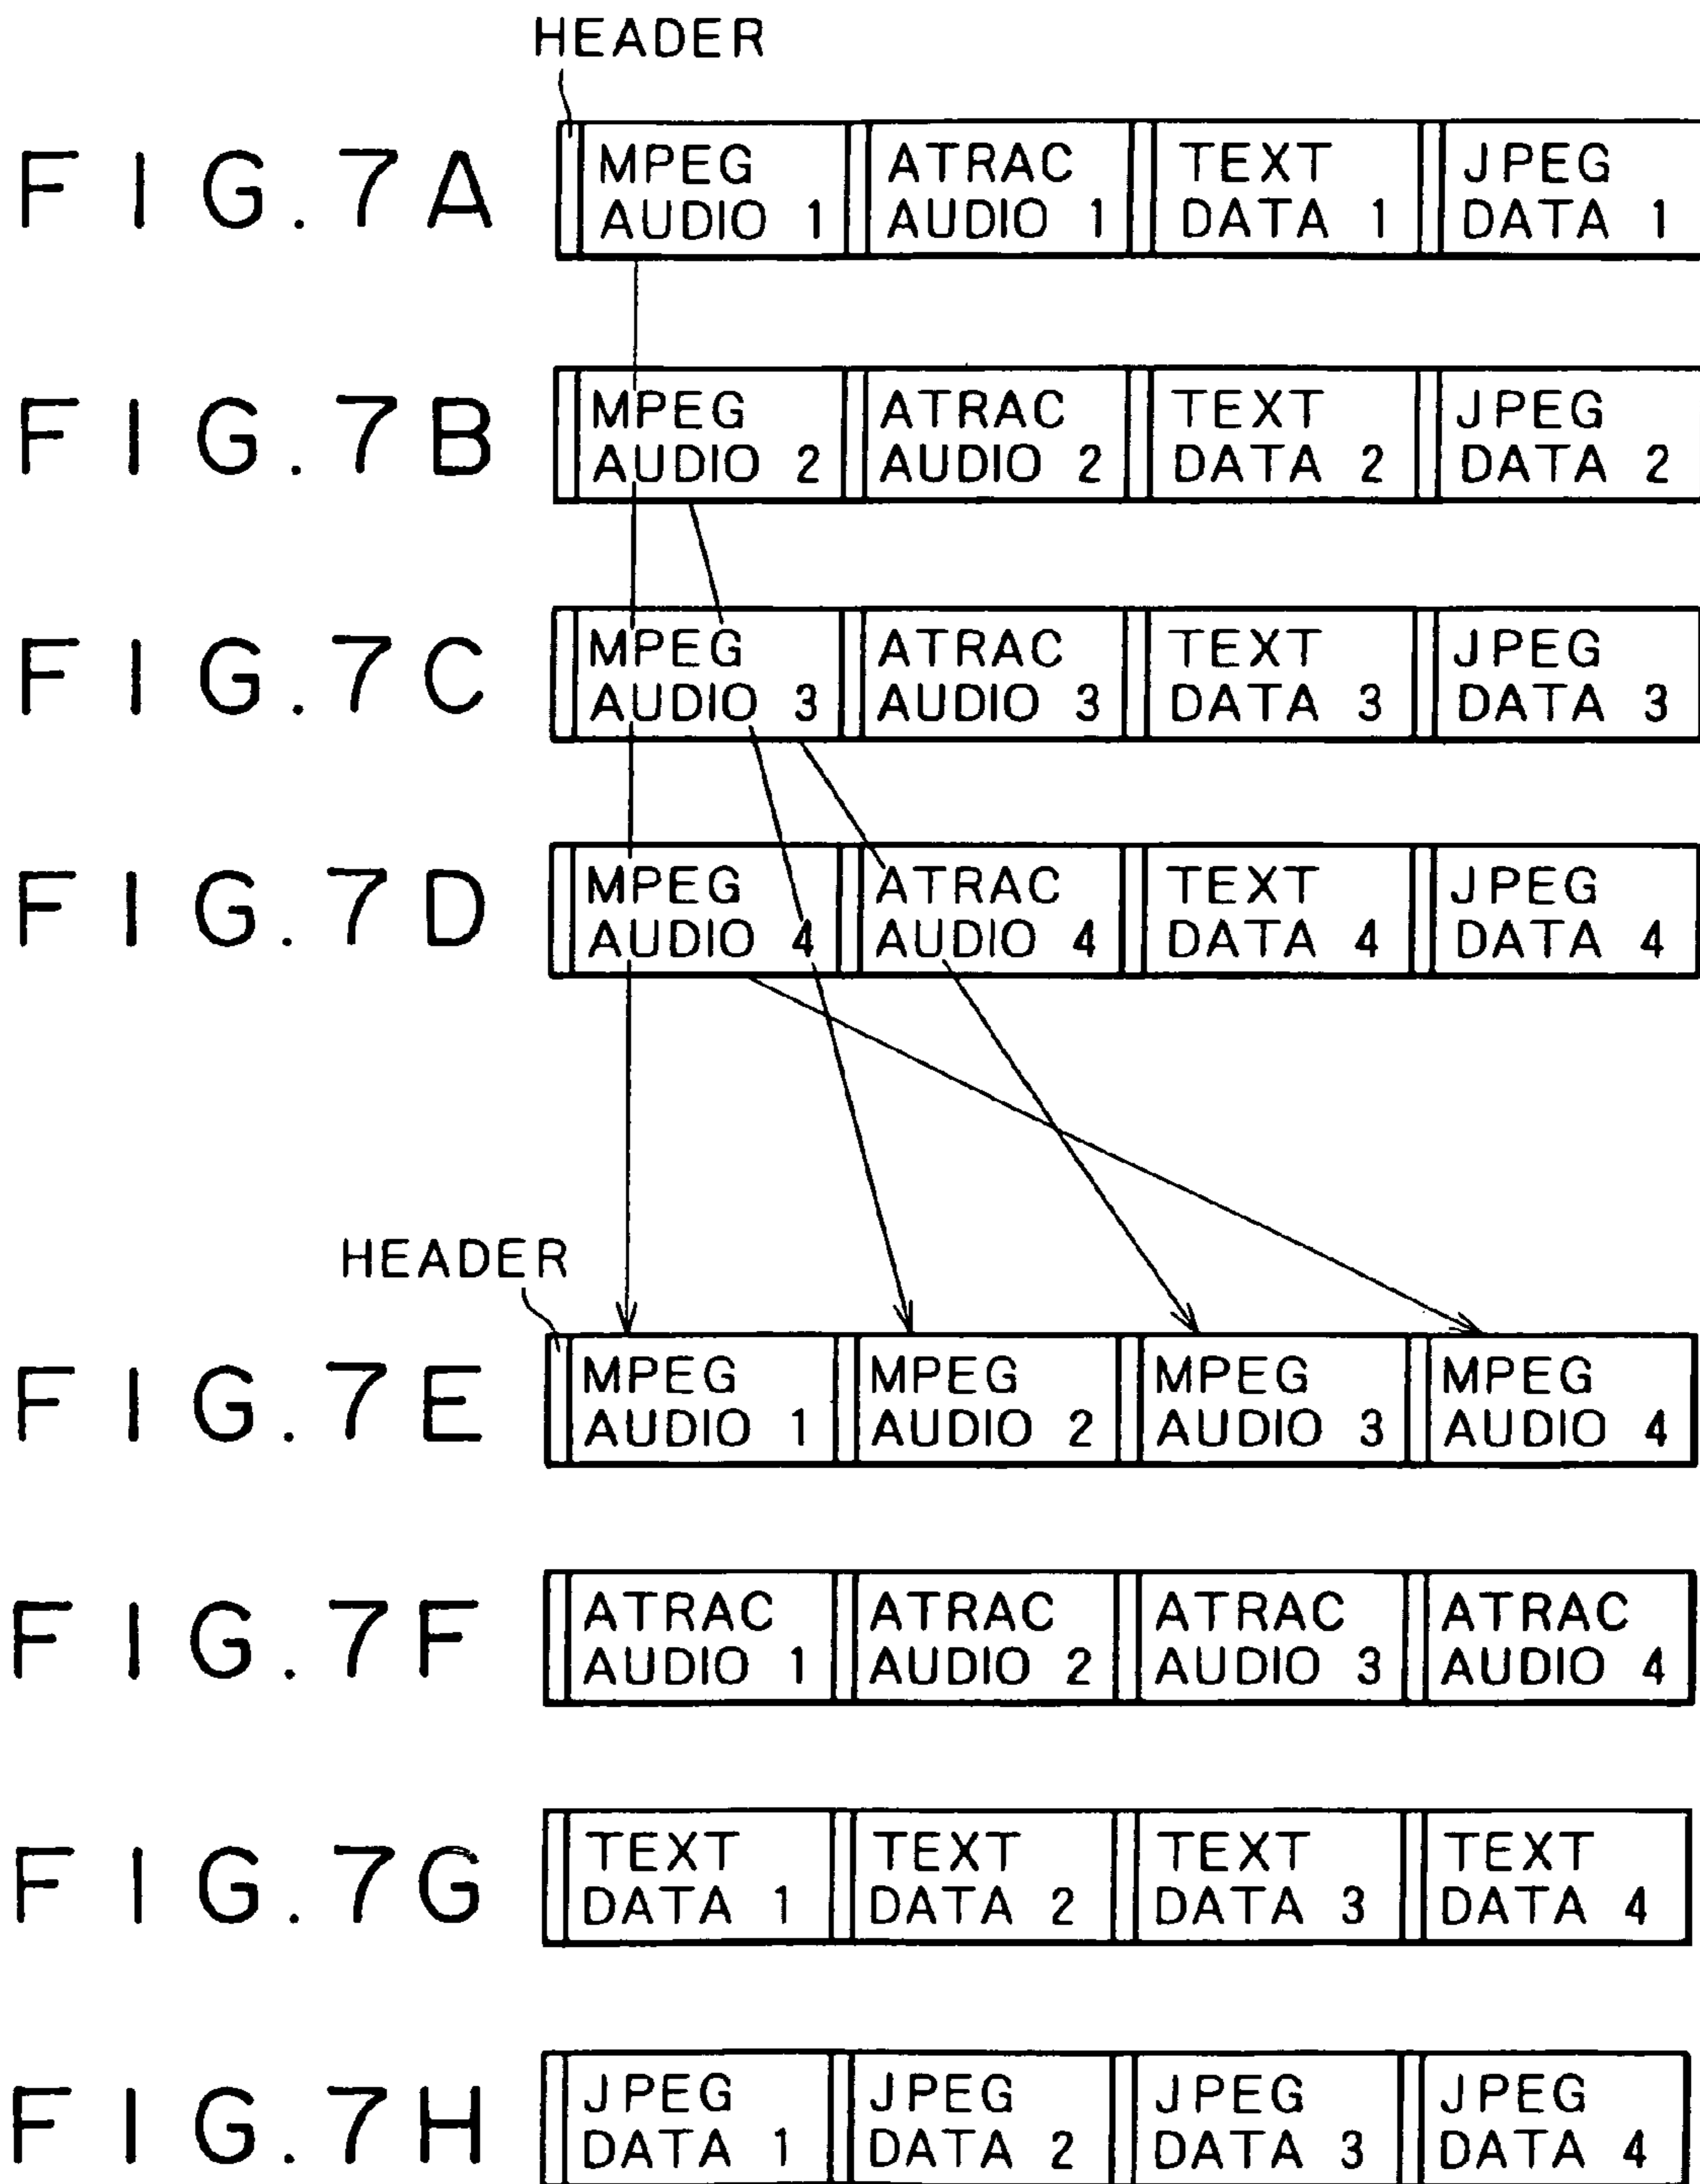 HEADER
FIG. 7A
MPEG ATRAC TEXT JPEG
AUDIO 1 AUDIO 1 DATA 1 DATA 1
FIG. 7B
MPEG ATRAC TEXT JPEG
AUDIO 2 AUDIO 2 DATA 2 DATA 2
FIG. 7C
MPEG ATRAC TEXT JPEG
AUDIO 3 AUDIO 3 DATA 3 DATA 3
FIG. 7D
MPEG ATRAC TEXT JPEG
AUDIO 4 AUDIO 4 DATA 4 DATA 4
HEADER
FIG. 7E
MPEG MPEG MPEG MPEG
AUDIO 1 AUDIO 2 AUDIO 3 AUDIO 4
FIG. 7F
ATRAC ATRAC ATRAC ATRAC
AUDIO 1 AUDIO 2 AUDIO 3 AUDIO 4
FIG. 7G
TEXT TEXT TEXT TEXT
DATA 1 DATA 2 DATA 3 DATA 4
FIG. 7H
JPEG JPEG JPEG JPEG
DATA 1 DATA 2 DATA 3 DATA 4